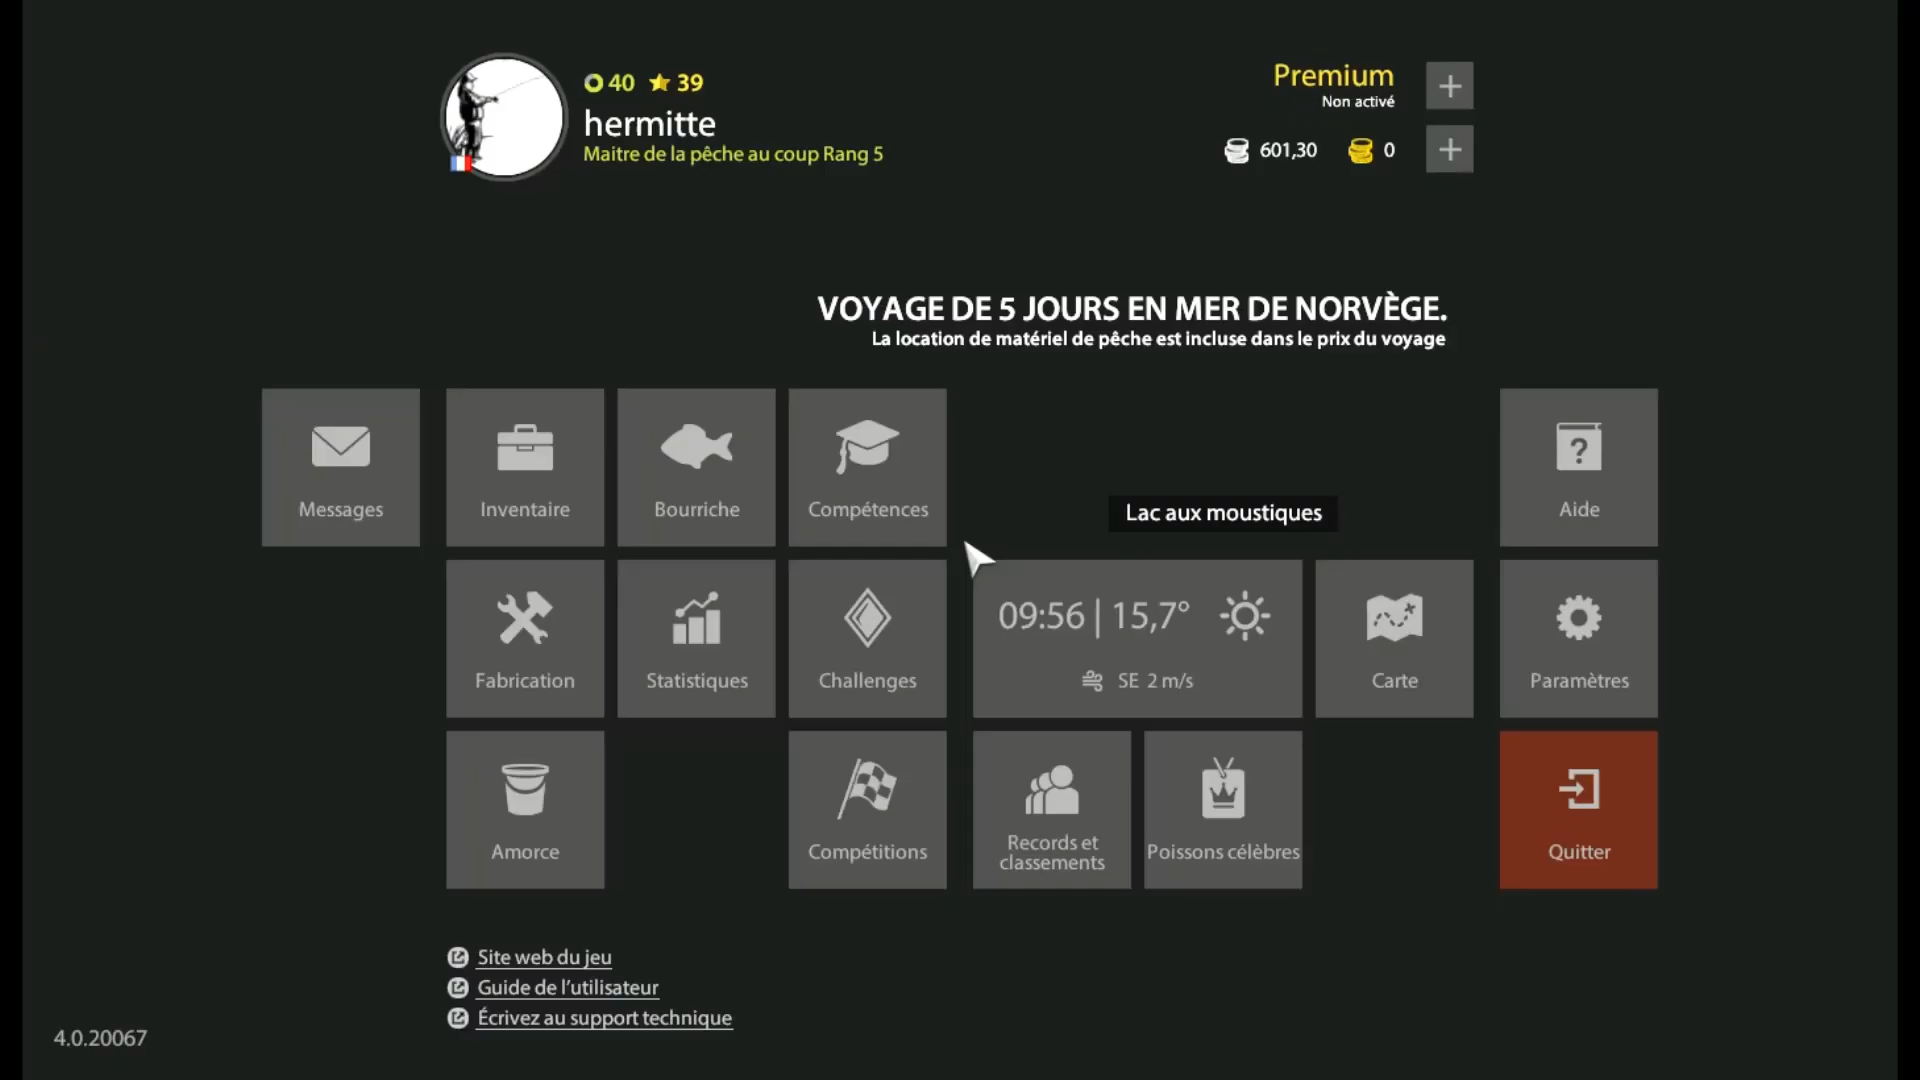 40 39
hermitte
Maitre de la pêche au coup Rang 5
Premium
Non activé
601,30 0
VOYAGE DE 5 JOURS EN MER DE NORVÈGE.
La location de matériel de pêche est incluse dans le prix du voyage
Messages
Inventaire
Bourriche
Compétences
Lac aux moustiques
Aide
Fabrication
Statistiques
Challenges
09:56 | 15,7°
SE 2 m/s
Carte
Paramètres
Amorce
Compétitions
Records et
classements
Poissons célèbres
Quitter
Site web du jeu
Guide de l'utilisateur
Écrivez au support technique
4.0.20067